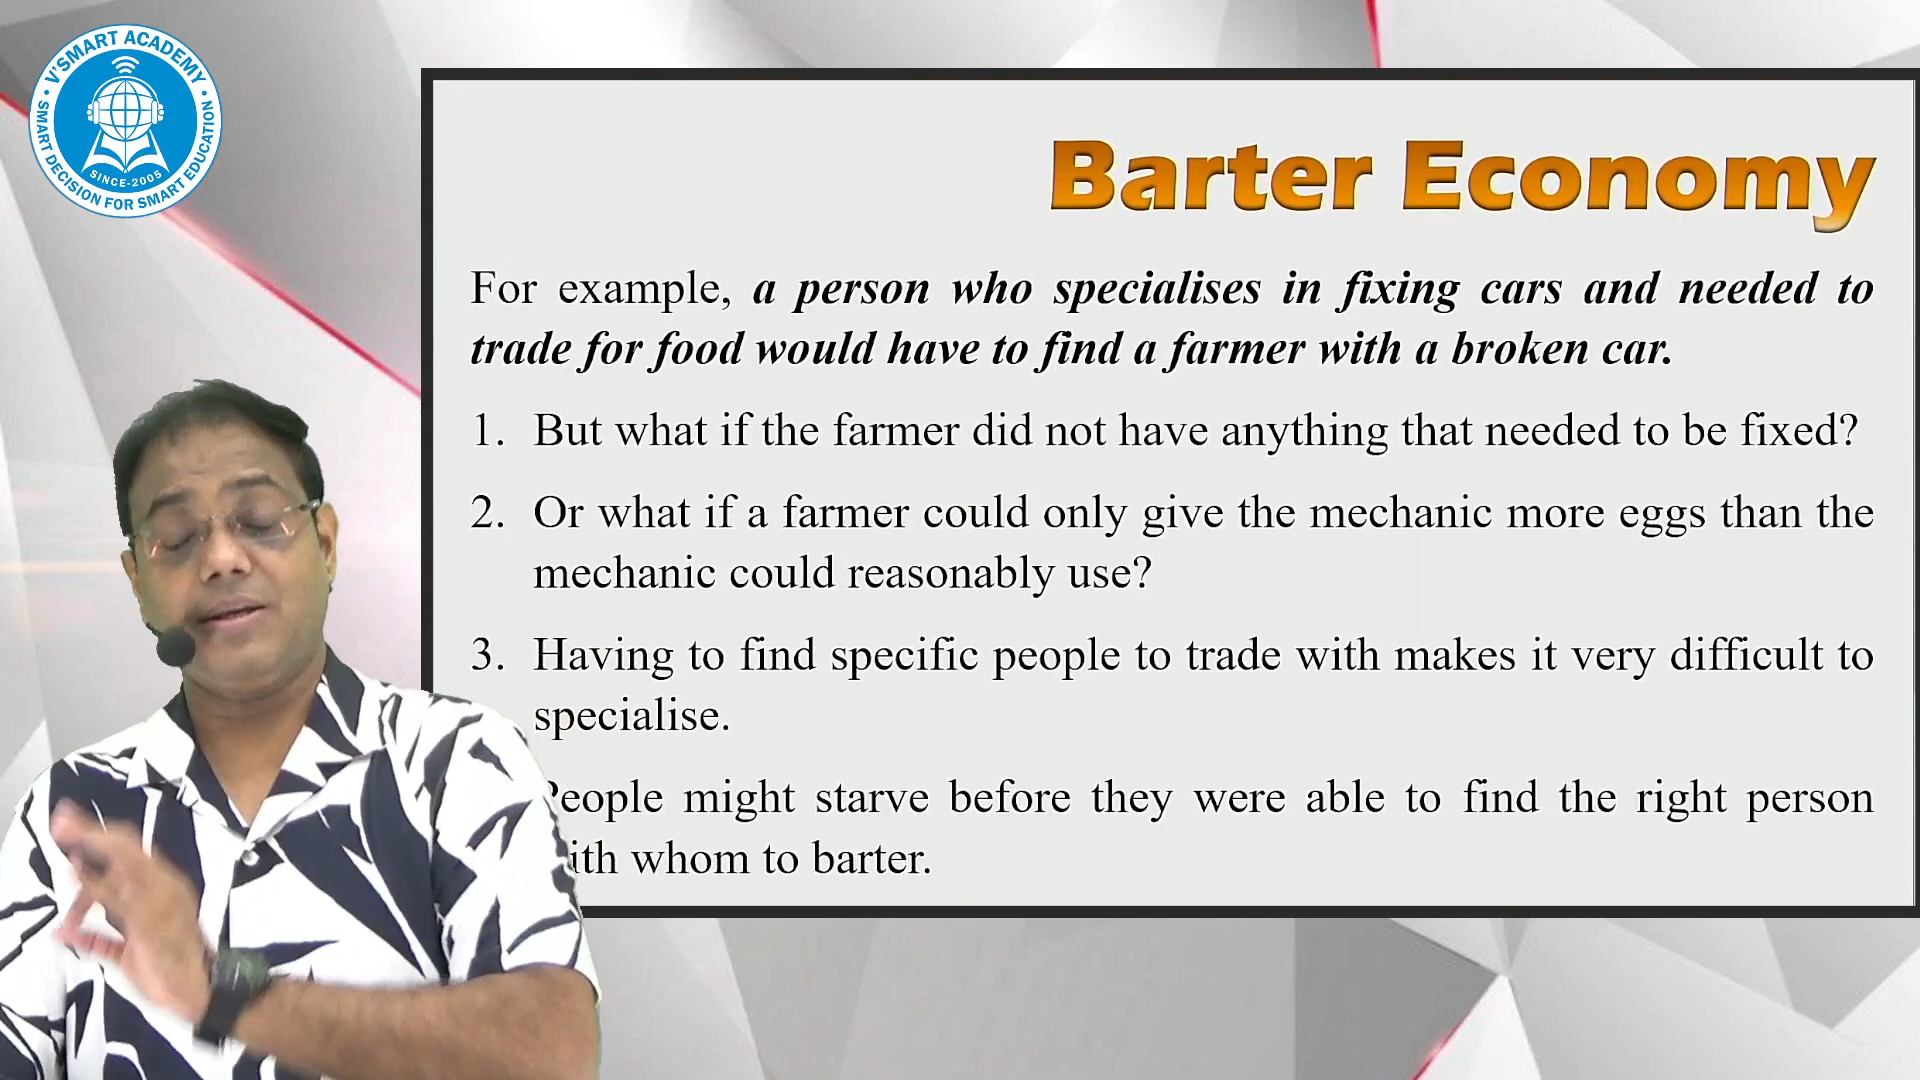 V'SMART ACADEMY
SMART DECISION FOR SMART EDUCATION
SINCE-2005
Barter Economy
For example, a person who specialises in fixing cars and needed to
trade for food would have to find a farmer with a broken car.
1. But what if the farmer did not have anything that needed to be fixed?
2. Or what if a farmer could only give the mechanic more eggs than the
mechanic could reasonably use?
3. Having to find specific people to trade with makes it very difficult to
specialise.
People might starve before they were able to find the right person
whom to barter.